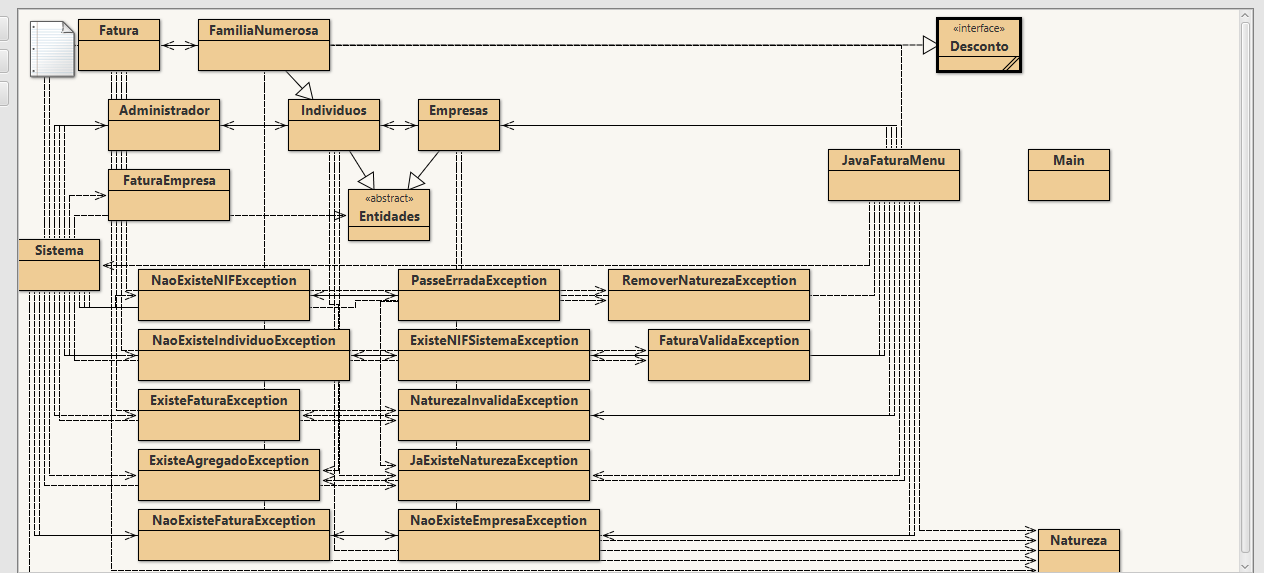 Fatura
FamiliaNumerosa
«interface»
Desconto
Administrador
Individuos
Empresas
JavaFaturaMenu
Main
FaturaEmpresa
«abstract»
Entidades
Sistema
NaoExisteNIFException
PasseErradaException
RemoverNaturezaException
NaoExisteIndividuoException
ExisteNIFSistemaException
FaturaValidaException
ExisteFaturaException
NaturezaInvalidaException
ExisteAgregadoException
JaExisteNaturezaException
NaoExisteFaturaException
NaoExisteEmpresaException
Natureza